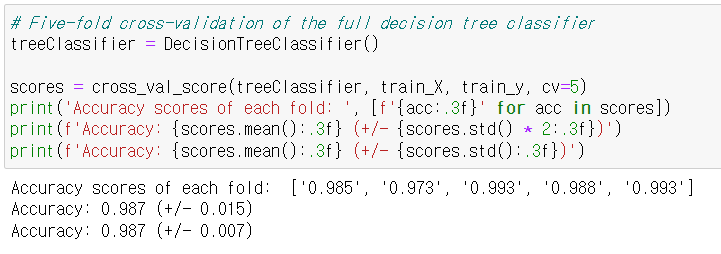 # Five-fold cross-validation of the full decision tree classifier
treeClassifier = DecisionTreeClassifier()
scores = cross_val_score(treeClassifier, train_X, train_y, cv=5)
print('Accuracy scores of each fold: ', [f'{acc:.3f}' for acc in scores])
print(f'Accuracy: {scores.mean():.3f} (+/- {scores.std() * 2:.3f})')
print(f'Accuracy: {scores.mean():.3f} (+/- {scores.std():.3f})')
Accuracy scores of each fold:  ['0.985', '0.973', '0.993', '0.988', '0.993']
Accuracy: 0.987 (+/- 0.015)
Accuracy: 0.987 (+/- 0.007)